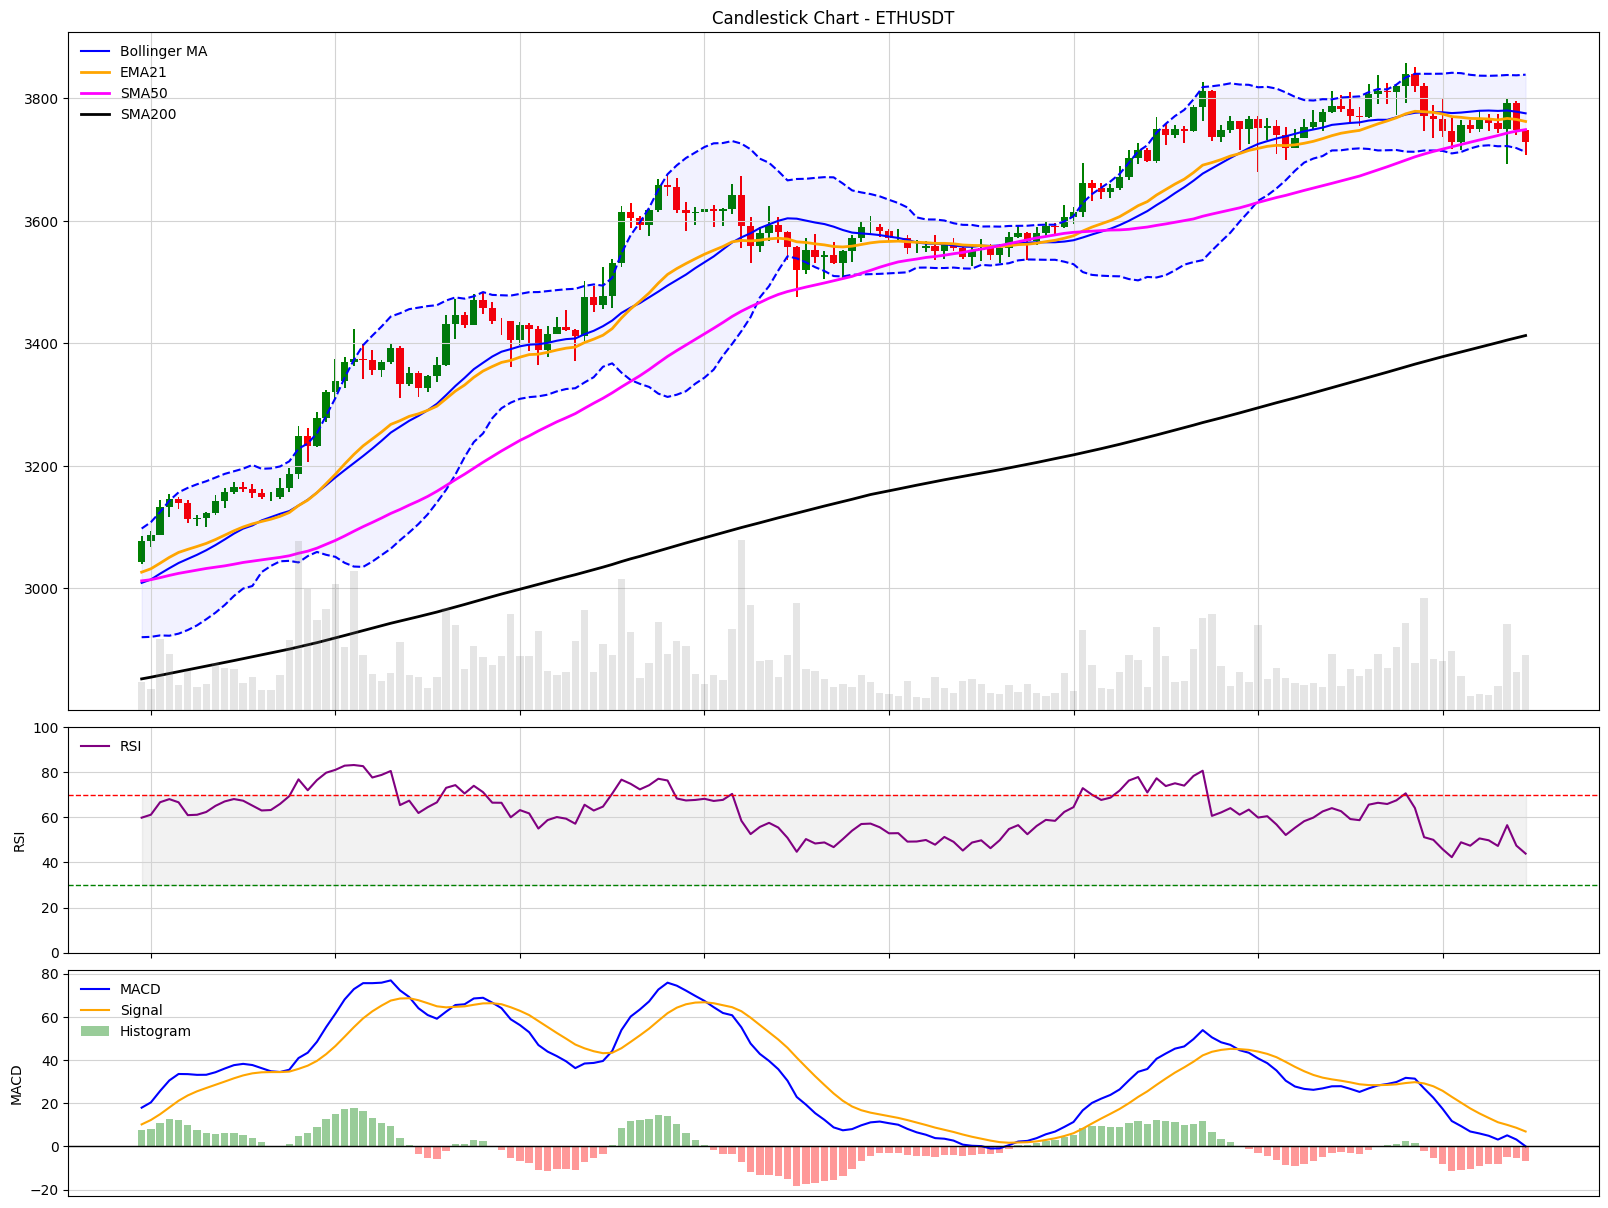 Candlestick Chart - ETHUSDT
Bollinger MA
EMA21
SMA50
SMA200
3800
3600
3400
3200
3000
RSI
100
80
60
40
20
0
RSI
MACD
Signal
Histogram
80
60
40
20
0
−20
MACD